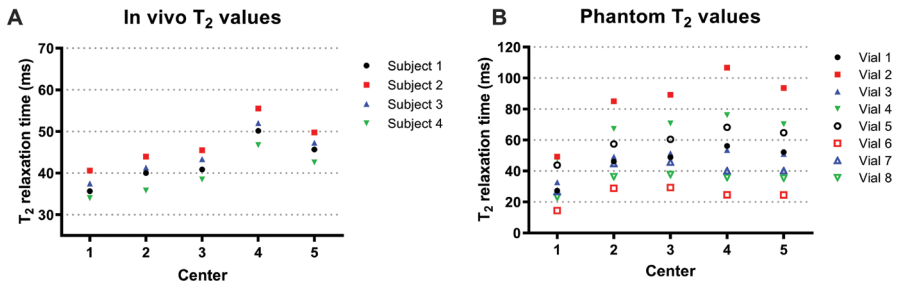 A
In vivo T2 values
T2 relaxation time (ms)
70
60
50
40
30
1 2 3 4 5
Center
Subject 1
Subject 2
Subject 3
Subject 4
B
Phantom T2 values
T2 relaxation time (ms)
120
100
80
60
40
20
0
1 2 3 4 5
Center
Vial 1
Vial 2
Vial 3
Vial 4
Vial 5
Vial 6
Vial 7
Vial 8